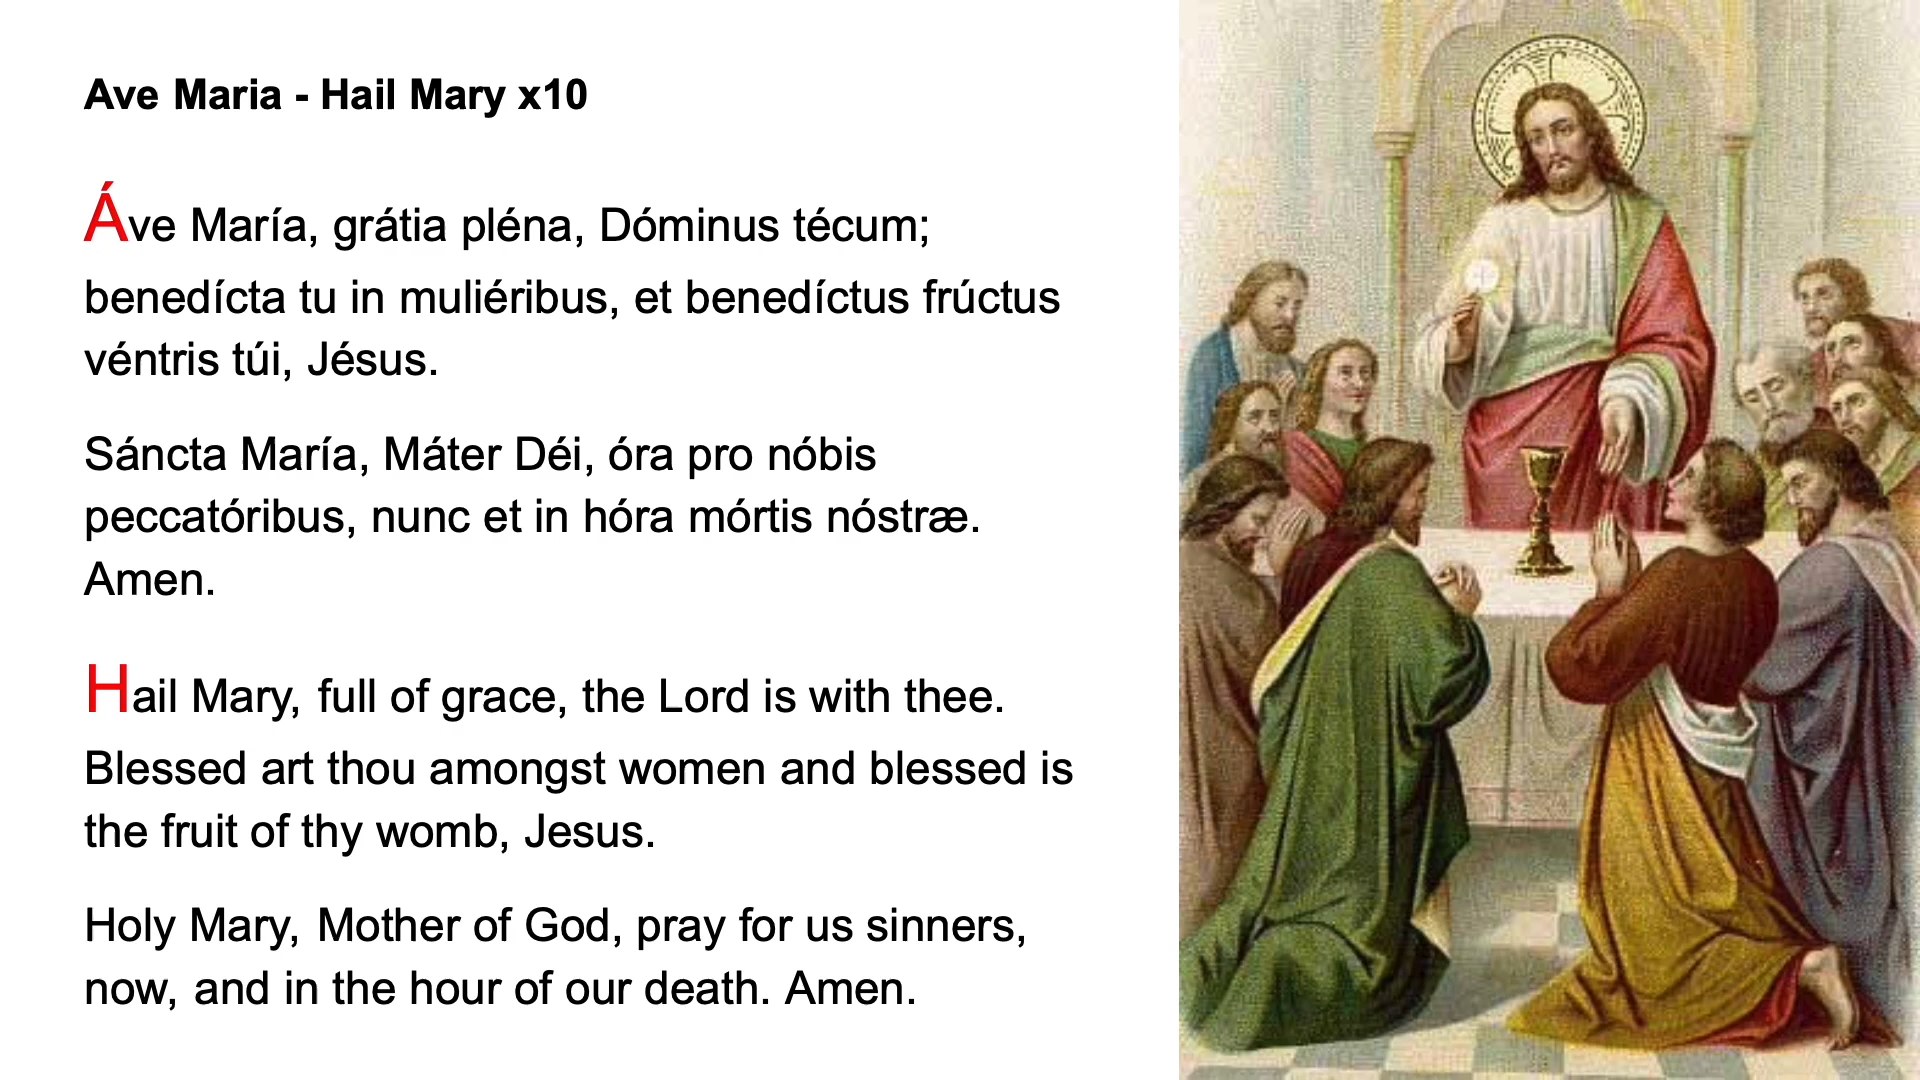 Ave Maria - Hail Mary x10
Áve María, grátia pléna, Dóminus técum;
benedícta tu in muliéribus, et benedíctus frúctus
véntris túi, Jésus.
Sáncta María, Máter Déi, óra pro nóbis
peccatóribus, nunc et in hóra mórtis nóstræ.
Amen.
Hail Mary, full of grace, the Lord is with thee.
Blessed art thou amongst women and blessed is
the fruit of thy womb, Jesus.
Holy Mary, Mother of God, pray for us sinners,
now, and in the hour of our death. Amen.